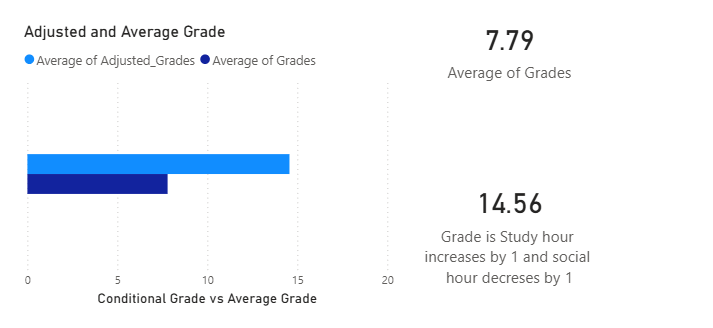 Adjusted and Average Grade
Average of Adjusted_Grades Average of Grades
0 5 10 15 20
Conditional Grade vs Average Grade
7.79
Average of Grades
14.56
Grade is Study hour
increases by 1 and social
hour decreses by 1